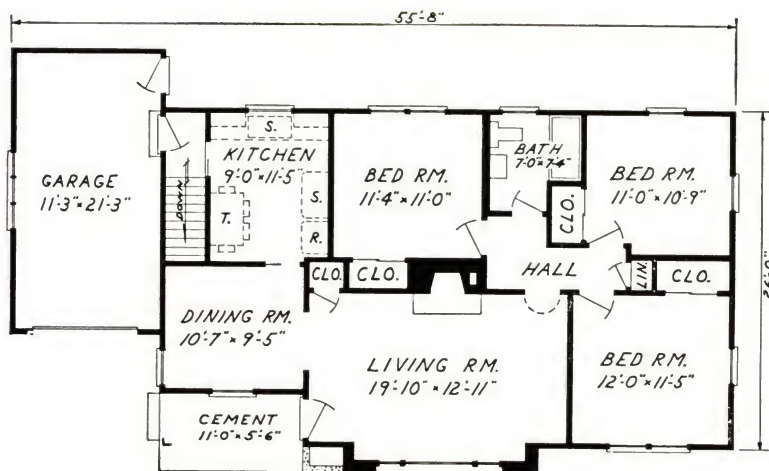 55'-8"
GARAGE
11'-3" × 21'-3"
DOWN
S.
KITCHEN
9'-0" × 11'-5"
T.
S.
R.
BED RM.
11'-4" × 11'-0"
BATH
7'-0" × 7'-4"
BED RM.
11'-0" × 10'-9"
CLO.
CLO.
CLO.
HALL
LIN.
CLO.
26'-0"
DINING RM.
10'-7" × 9'-5"
LIVING RM.
19'-10" × 12'-11"
BED RM.
12'-0" × 11'-5"
CEMENT
11'-0" × 5'-6"